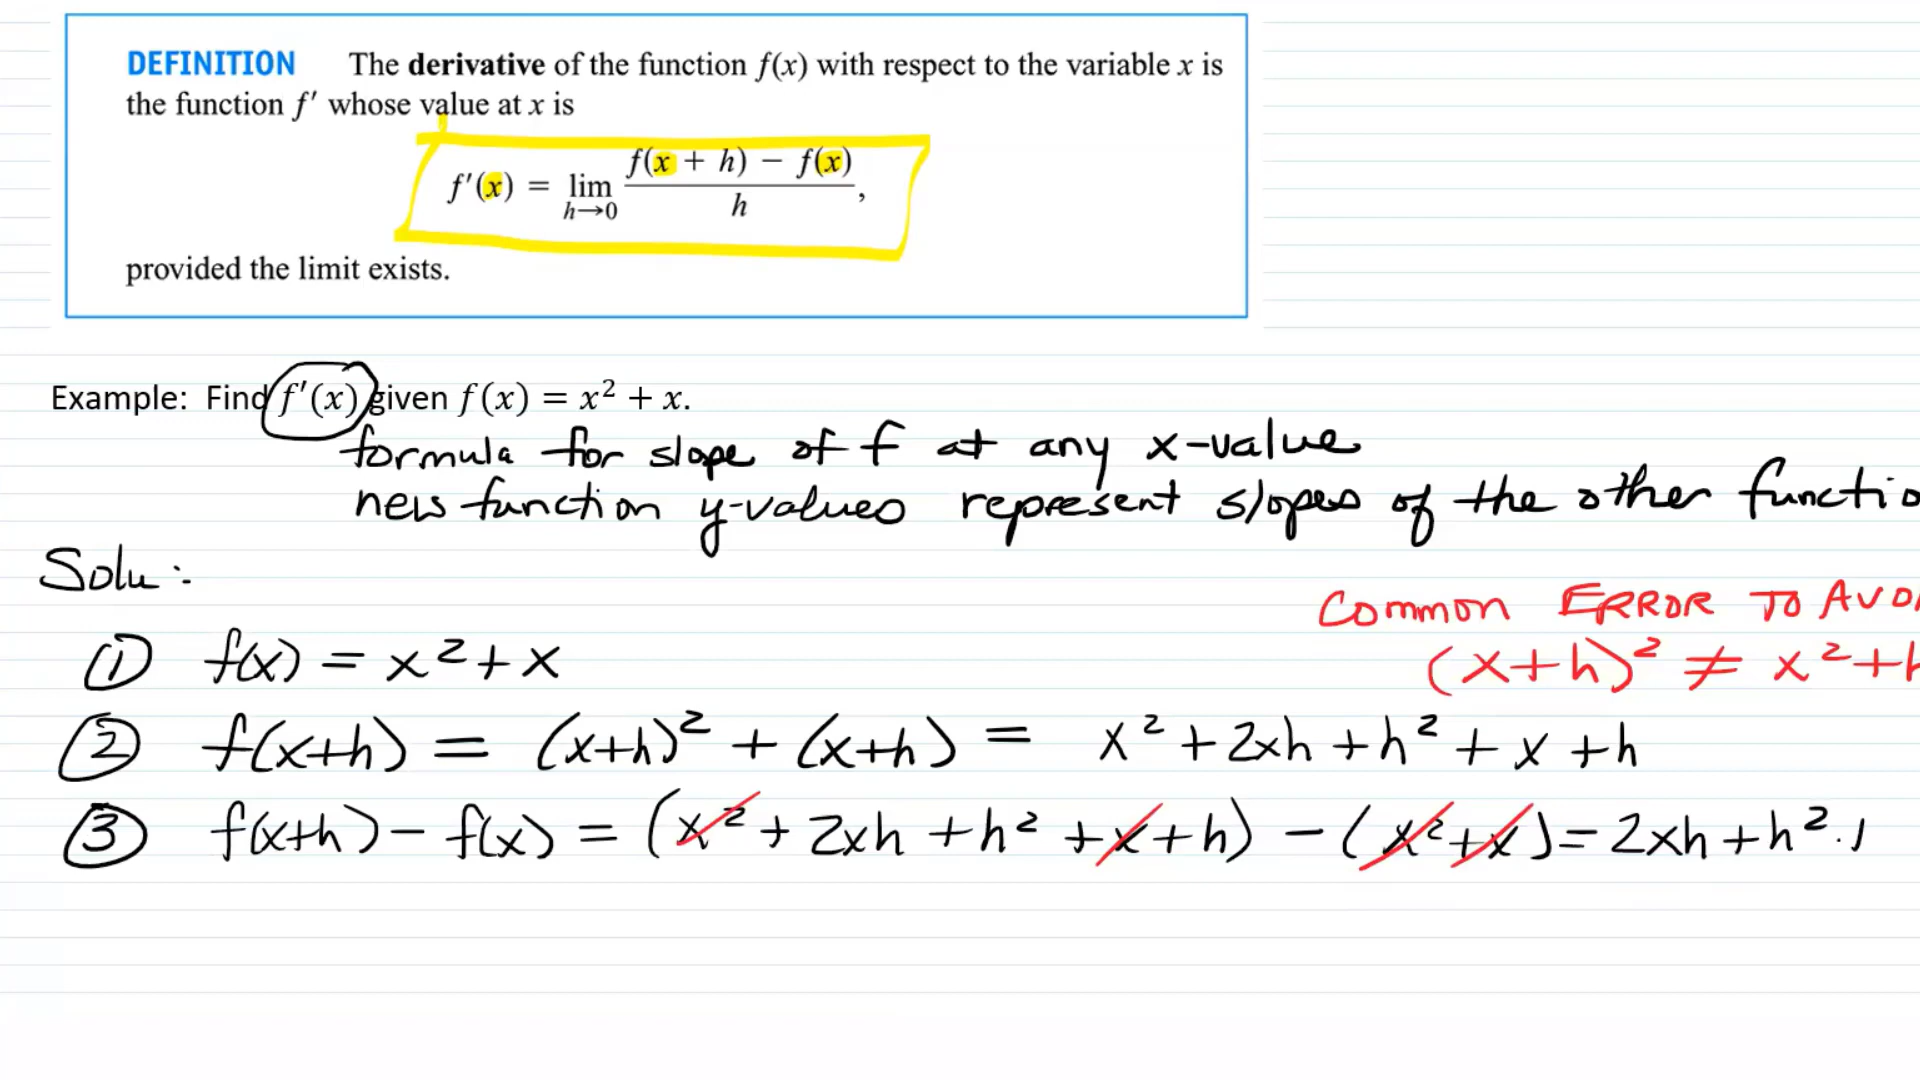 DEFINITION The derivative of the function f(x) with respect to the variable x is
the function f′ whose value at x is
f′(x) = lim h→0 (f(x + h) − f(x)) / h,
provided the limit exists.
Example: Find f′(x) given f(x) = x² + x.
formula for slope of f at any x-value
new function y-values represent slopes of the other functio
Solu:
COMMON ERROR TO AVO
(x+h)² ≠ x²+h
① f(x) = x²+x
② f(x+h) = (x+h)² + (x+h) = x² + 2xh + h² + x + h
③ f(x+h) − f(x) = (x² + 2xh + h² + x + h) − (x²+x) = 2xh + h²